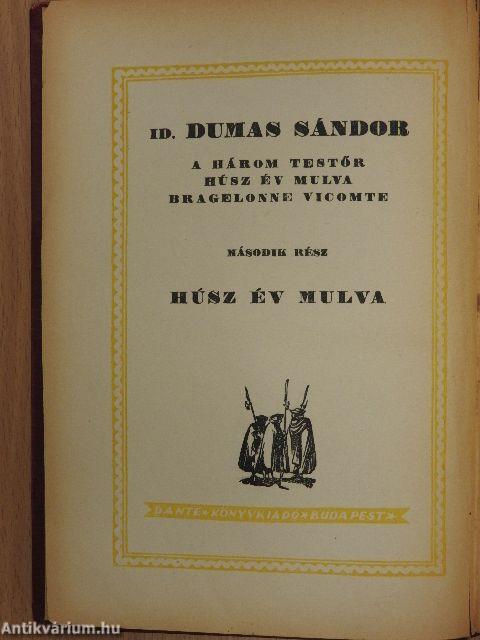 ID. DUMAS SÁNDOR
A HÁROM TESTŐR
HÚSZ ÉV MULVA
BRAGELONNE VICOMTE
MÁSODIK RÉSZ
HÚSZ ÉV MULVA
DANTE KÖNYVKIADÓ BUDAPEST
Antikvárium.hu